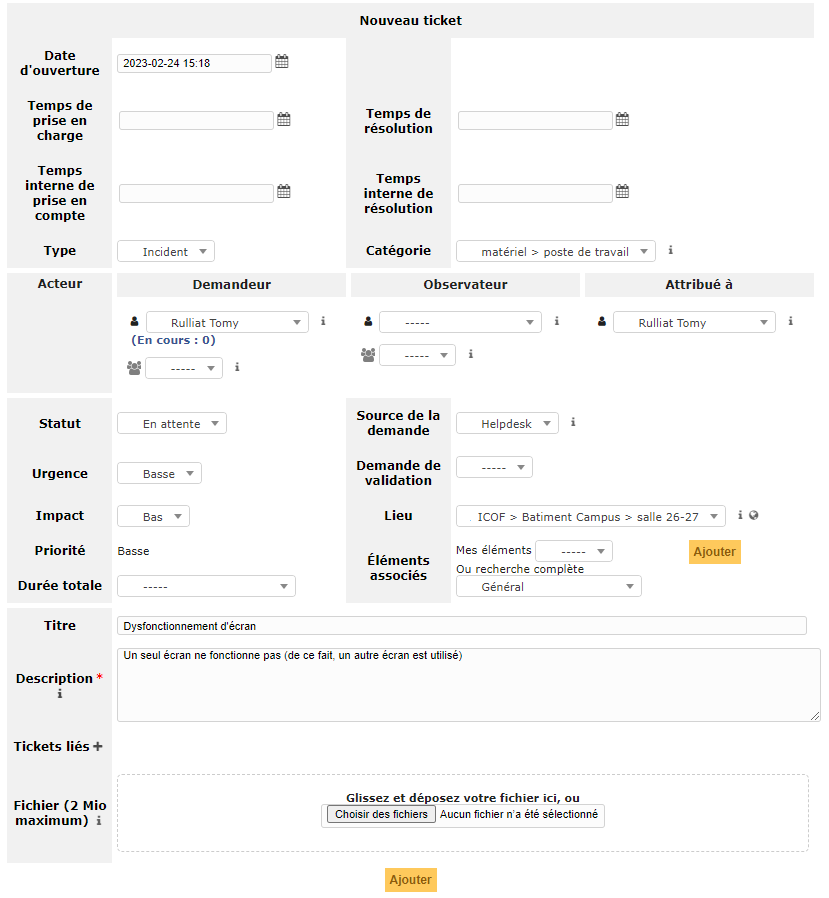 Nouveau ticket
Date
d'ouverture
2023-02-24 15:18
Temps de
prise en
charge
Temps de
résolution
Temps
interne de
prise en
compte
Temps
interne de
résolution
Type
Incident
Catégorie
matériel > poste de travail
Acteur
Demandeur
Observateur
Attribué à
Rulliat Tomy
-----
Rulliat Tomy
(En cours : 0)
-----
-----
Statut
En attente
Source de la
demande
Helpdesk
Urgence
Basse
Demande de
validation
-----
Impact
Bas
Lieu
. ICOF > Batiment Campus > salle 26-27
Priorité
Basse
Éléments
associés
Mes éléments
-----
Ajouter
Ou recherche complète
Général
Durée totale
-----
Titre
Dysfonctionnement d'écran
Description *
Un seul écran ne fonctionne pas (de ce fait, un autre écran est utilisé)
Tickets liés
Fichier (2 Mio
maximum)
Glissez et déposez votre fichier ici, ou
Choisir des fichiers Aucun fichier n'a été sélectionné
Ajouter